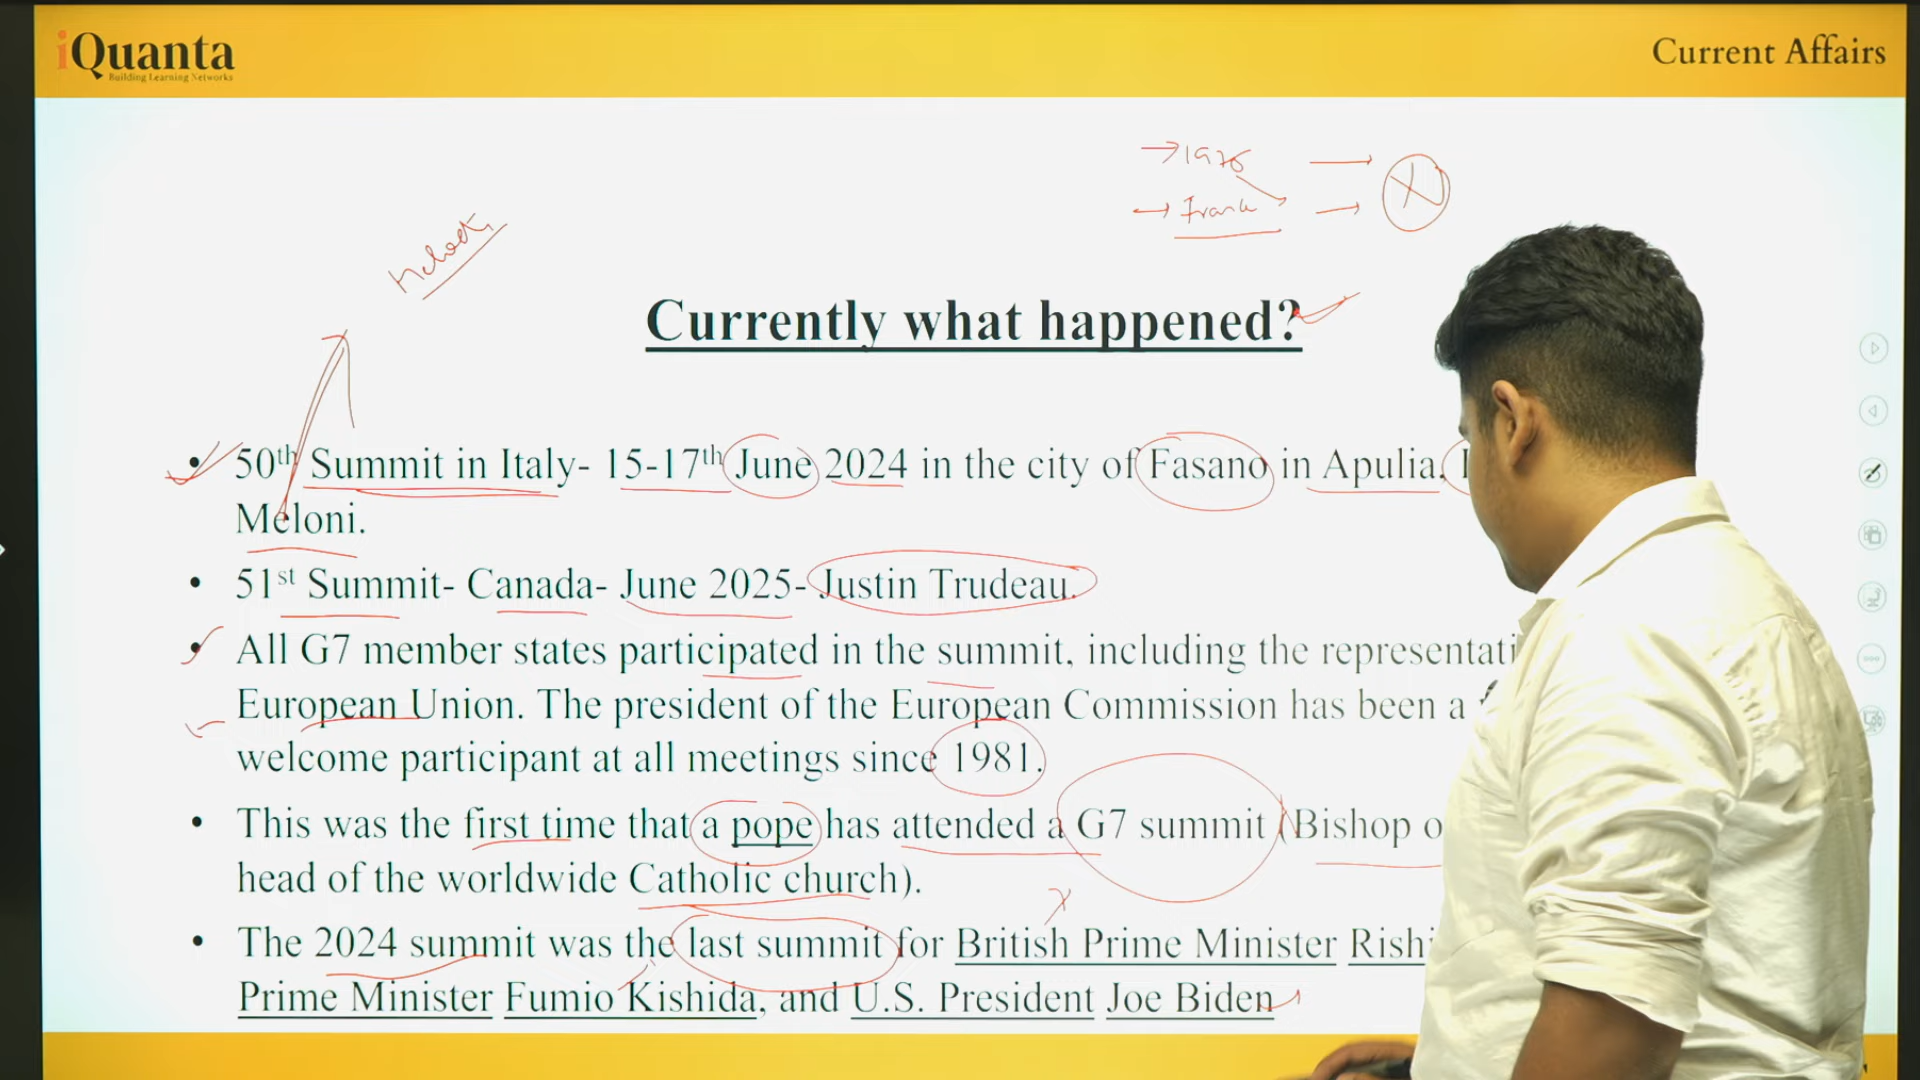 iQuanta
Building Learning Networks
Current Affairs
→1976 →
→ →
Currently what happened?
• 50th Summit in Italy- 15-17th June 2024 in the city of Fasano in Apulia,
Meloni.
• 51st Summit- Canada- June 2025- Justin Trudeau.
• All G7 member states participated in the summit, including the
European Union. The president of the European Commission has been a
welcome participant at all meetings since 1981.
• This was the first time that a pope has attended a G7 summit (Bishop
head of the worldwide Catholic church).
• The 2024 summit was the last summit for British Prime Minister
Prime Minister Fumio Kishida, and U.S. President Joe Biden